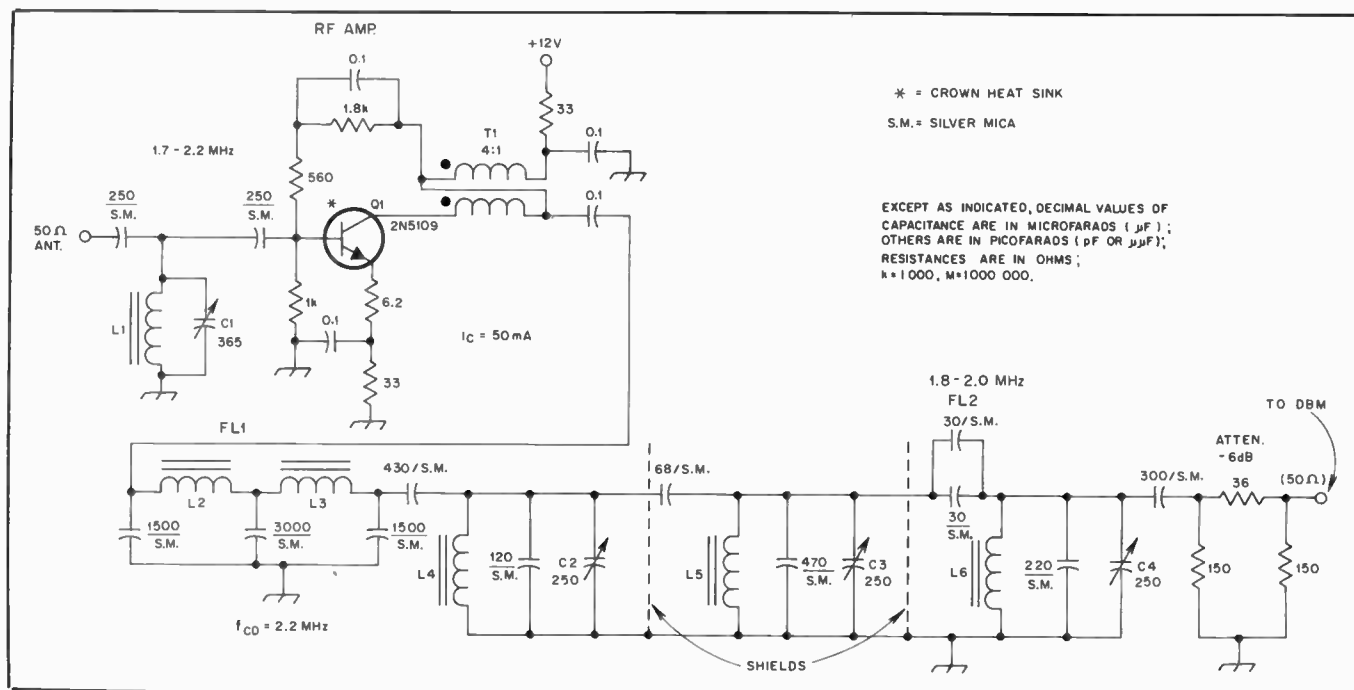 RF AMP.
+12V
0.1
1.8k
33
* = CROWN HEAT SINK
S.M.= SILVER MICA
T1
4:1
0.1
1.7 - 2.2 MHz
560
250
S.M.
250
S.M.
*
Q1
2N5109
0.1
50Ω
ANT.
EXCEPT AS INDICATED, DECIMAL VALUES OF
CAPACITANCE ARE IN MICROFARADS (µF);
OTHERS ARE IN PICOFARADS (pF OR µµF);
RESISTANCES ARE IN OHMS;
k=1000, M=1000 000.
L1
C1
365
1k
0.1
6.2
IC = 50mA
33
FL1
1.8 - 2.0 MHz
FL2
30/S.M.
TO DBM
L2
L3
430/S.M.
68/S.M.
30
S.M.
300/S.M.
ATTEN.
-6dB
36
(50Ω)
1500
S.M.
3000
S.M.
1500
S.M.
L4
120
S.M.
C2
250
L5
470
S.M.
C3
250
L6
220
S.M.
C4
250
150
150
fCO = 2.2 MHz
SHIELDS